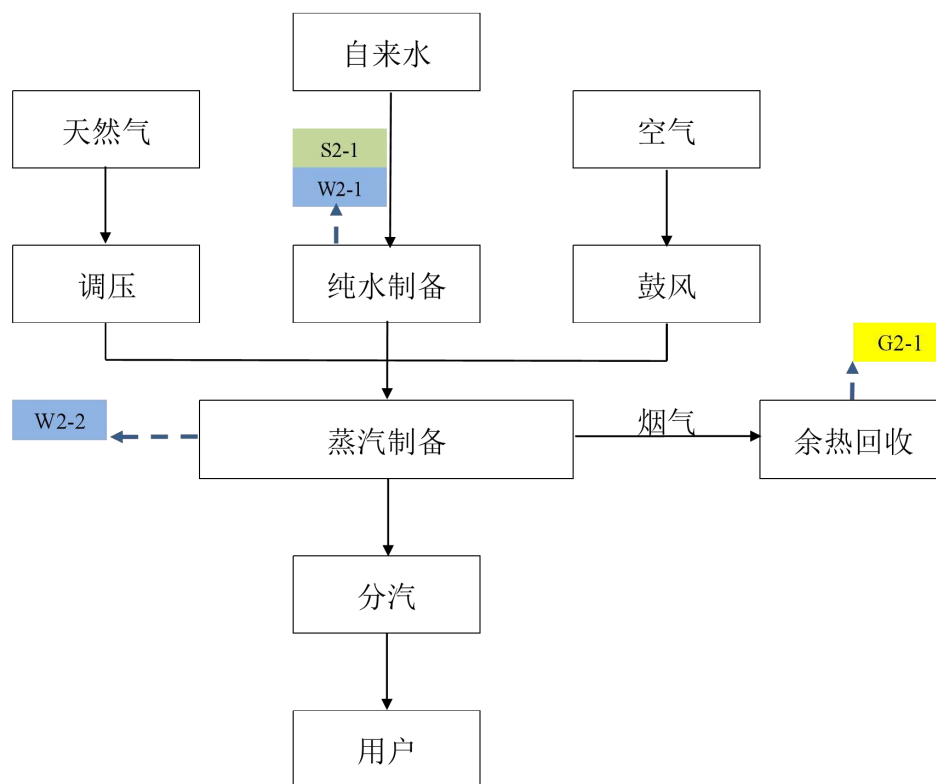 自来水
天然气
空气
S2-1
W2-1
调压
纯水制备
鼓风
G2-1
W2-2
蒸汽制备
烟气
余热回收
分汽
用户